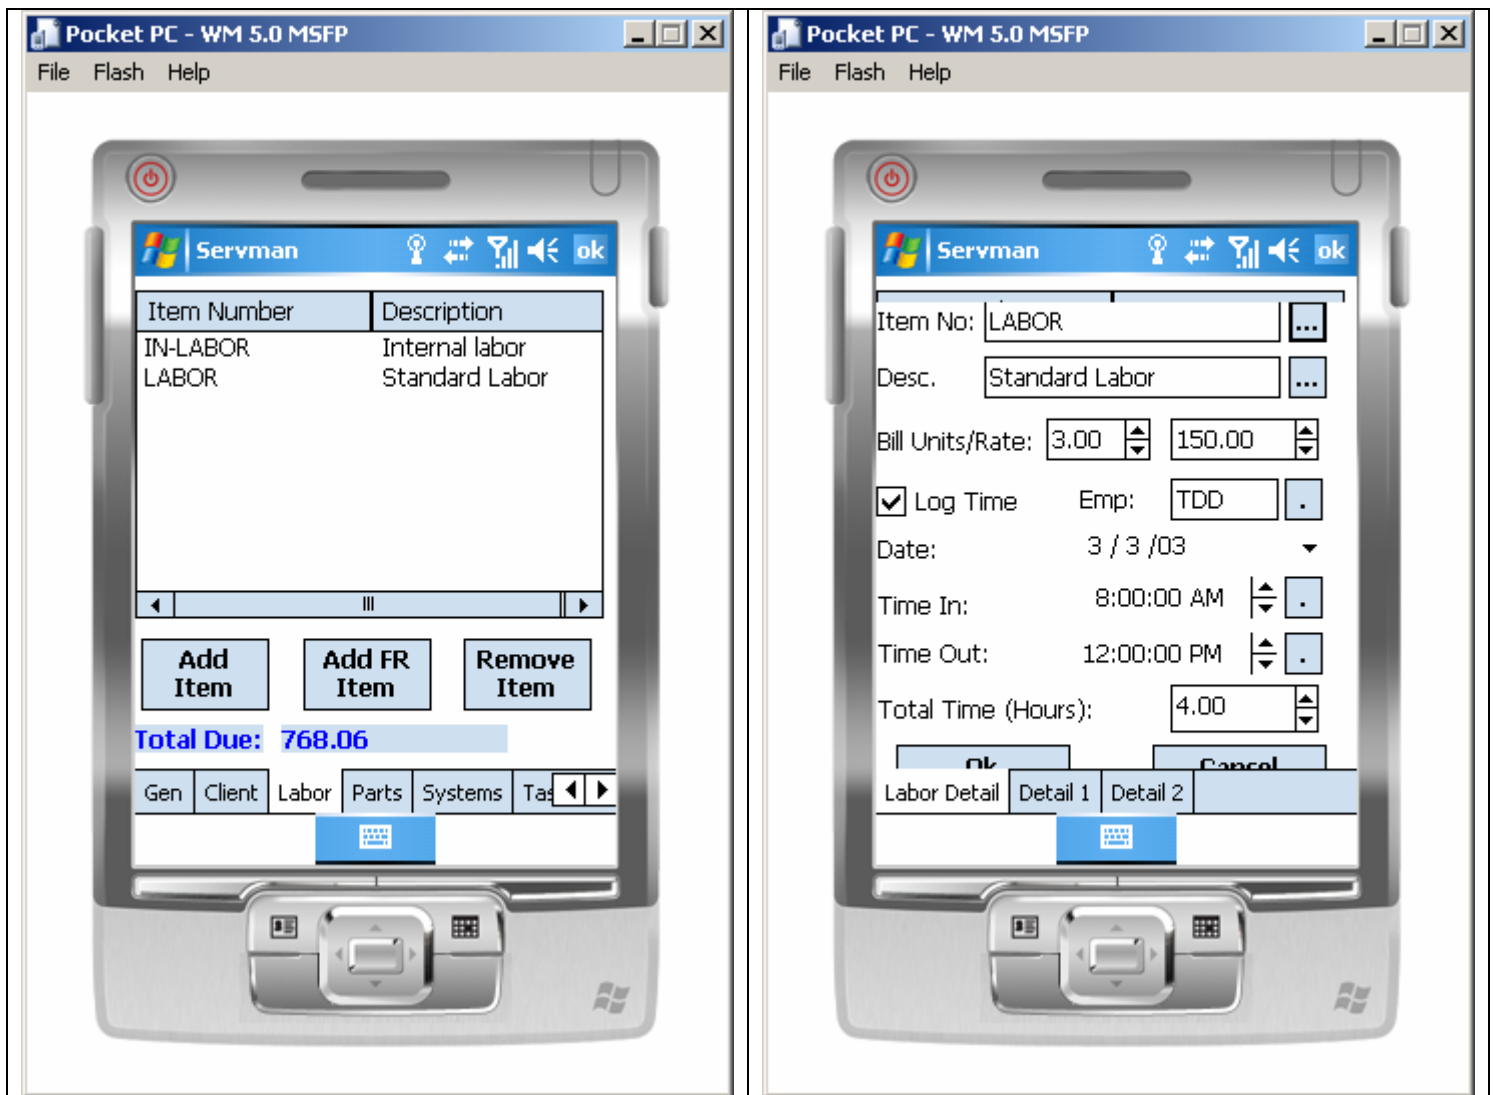 Pocket PC - WM 5.0 MSFP
File Flash Help
Servman ok
Item Number Description
IN-LABOR Internal labor
LABOR Standard Labor
Add Item
Add FR Item
Remove Item
Total Due: 768.06
Gen Client Labor Parts Systems
Pocket PC - WM 5.0 MSFP
File Flash Help
Servman ok
Item No: LABOR ...
Desc. Standard Labor ...
Bill Units/Rate: 3.00 150.00
Log Time Emp: TDD .
Date: 3 / 3 /03
Time In: 8:00:00 AM .
Time Out: 12:00:00 PM .
Total Time (Hours): 4.00
Ok Cancel
Labor Detail Detail 1 Detail 2